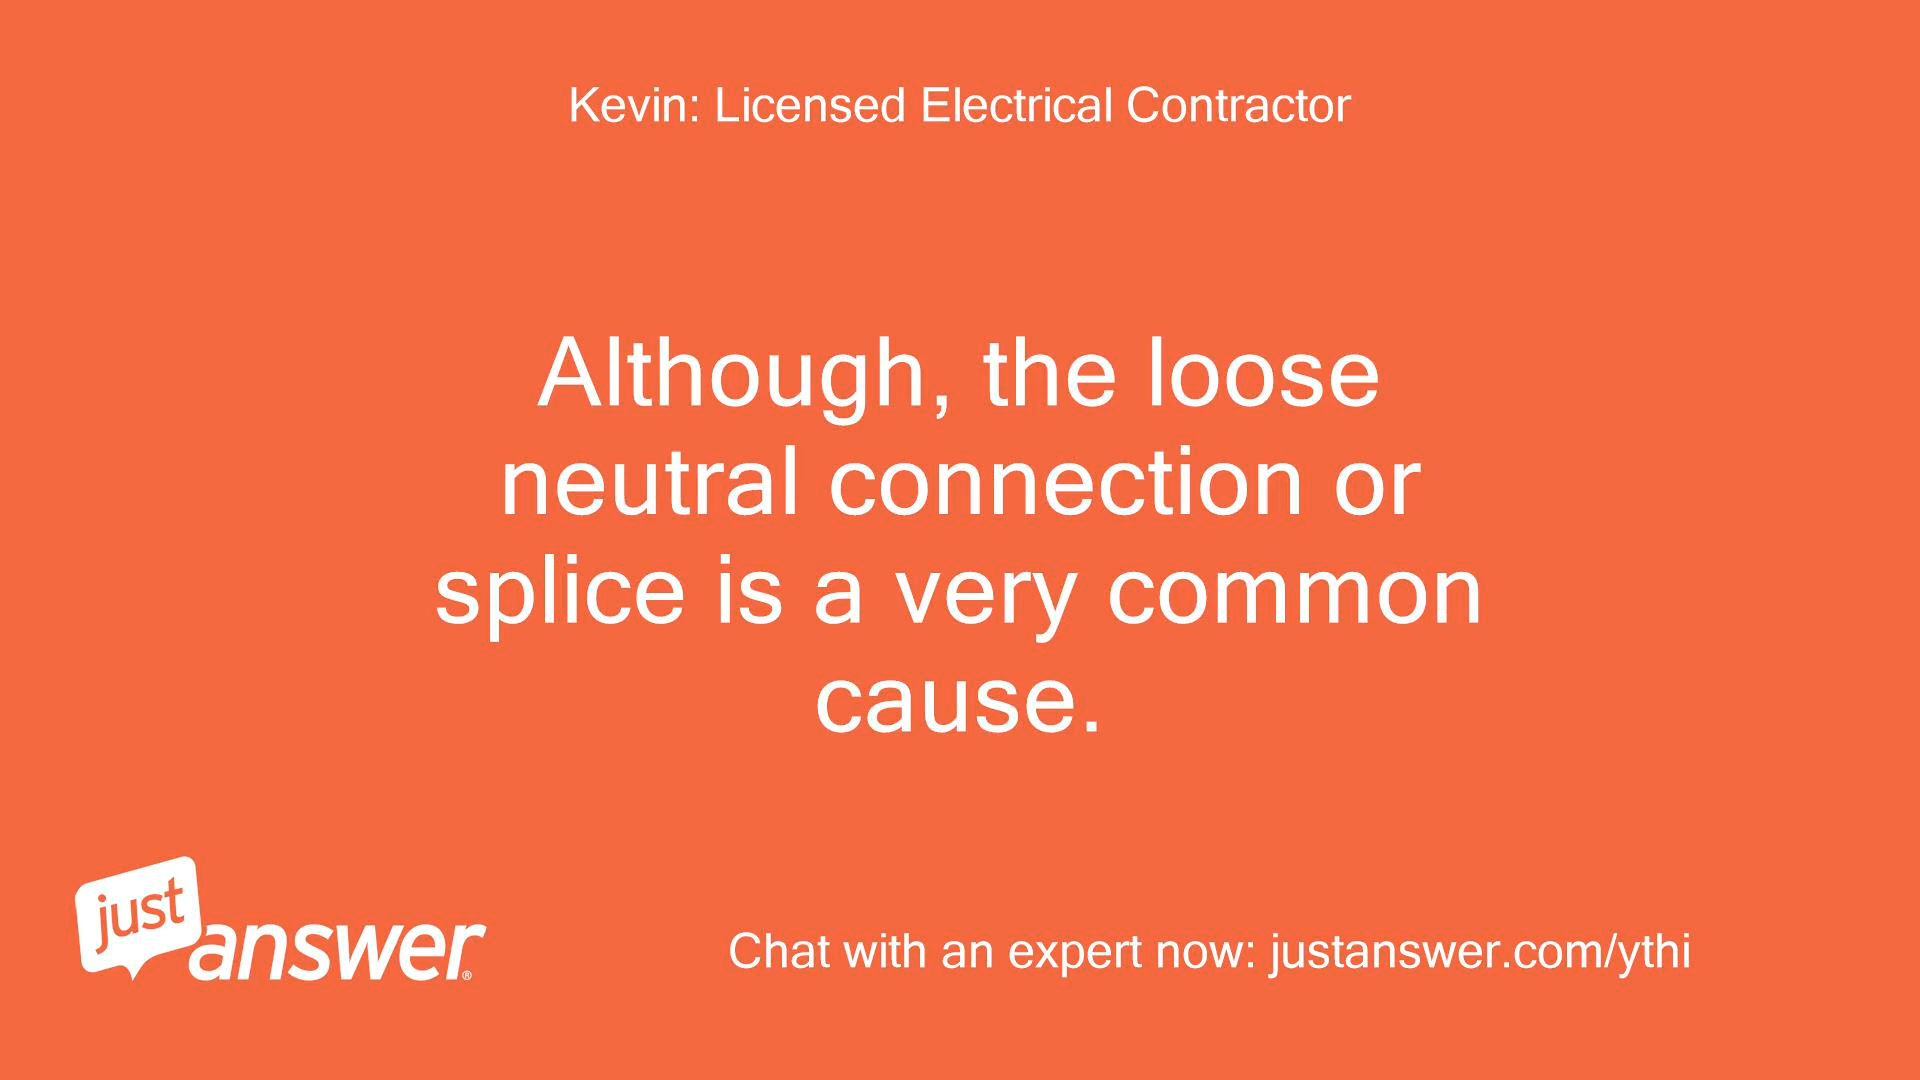 Kevin: Licensed Electrical Contractor
Although, the loose
neutral connection or
splice is a very common
cause.
just
answer®
Chat with an expert now: justanswer.com/ythi